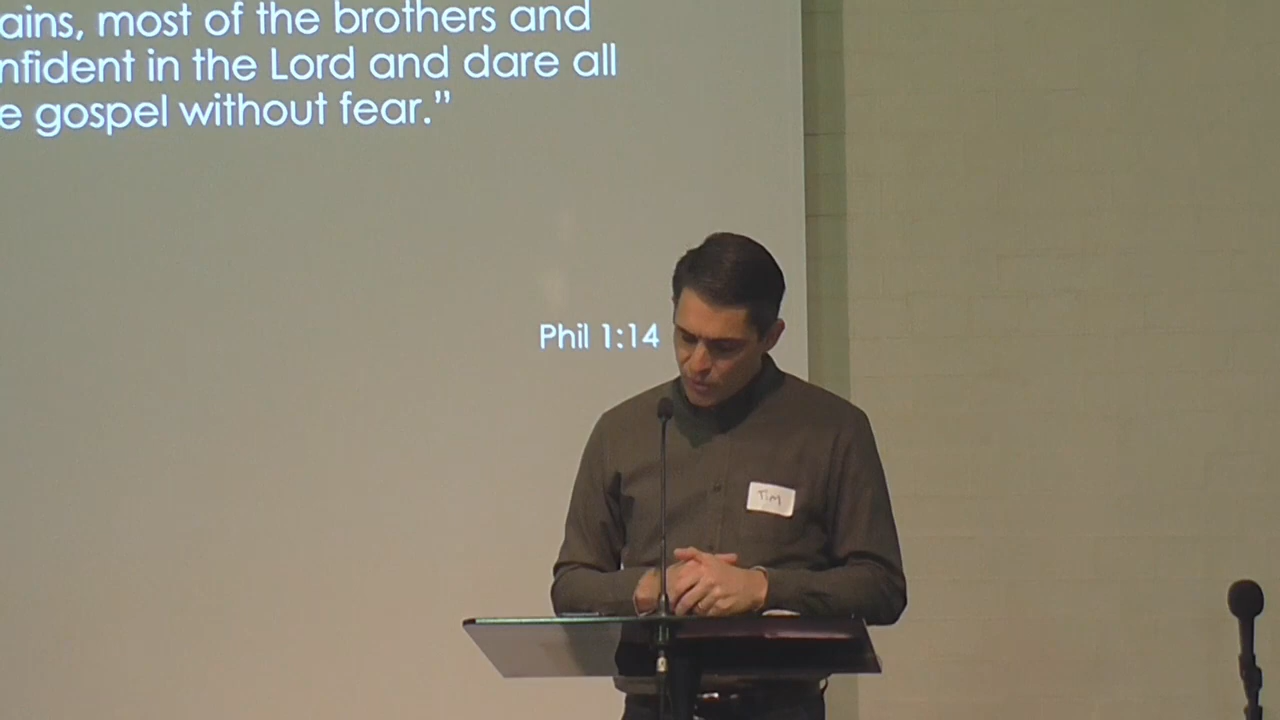 ains, most of the brothers and
nfident in the Lord and dare all
e gospel without fear.”
Phil 1:14
Tim